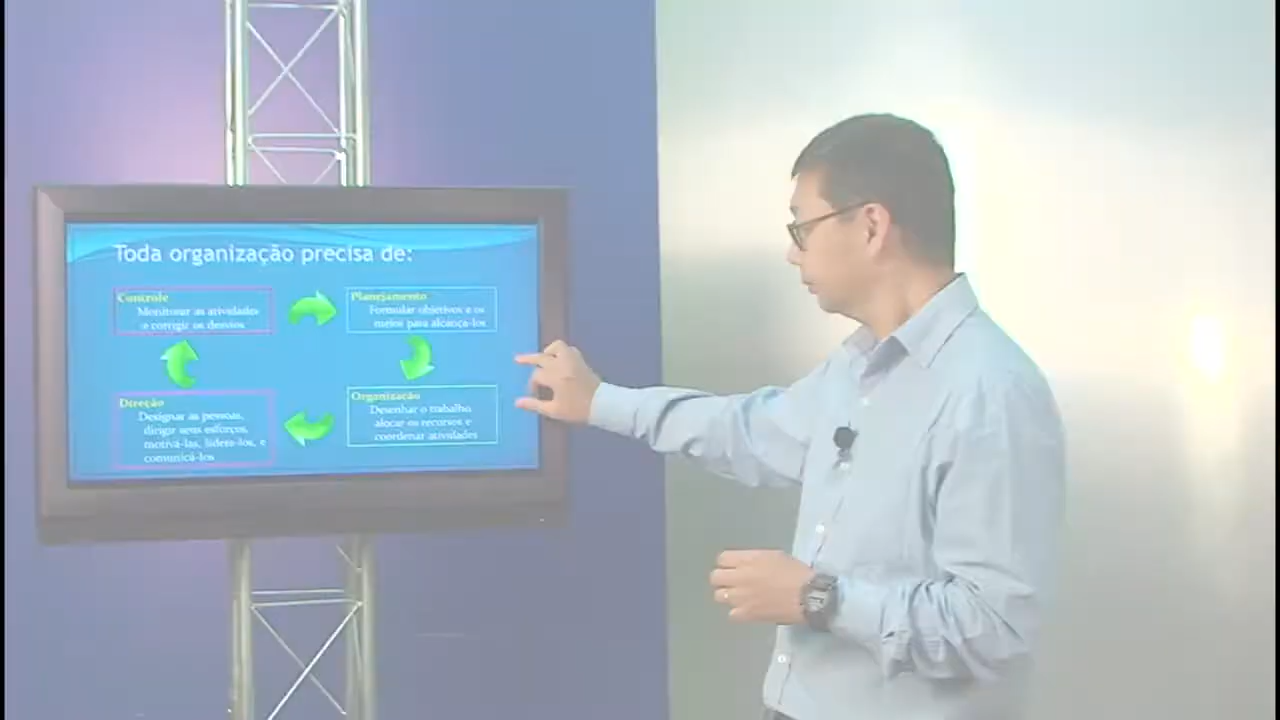 Toda organização precisa de:
Controle
Monitorar as atividades
e corrigir os desvios
Planejamento
Formular objetivos e os
meios para alcançá-los
Direção
Designar as pessoas,
dirigir seus esforços,
motivá-las, liderá-los, e
comunicá-los
Organização
Desenhar o trabalho
alocar os recursos e
coordenar atividades